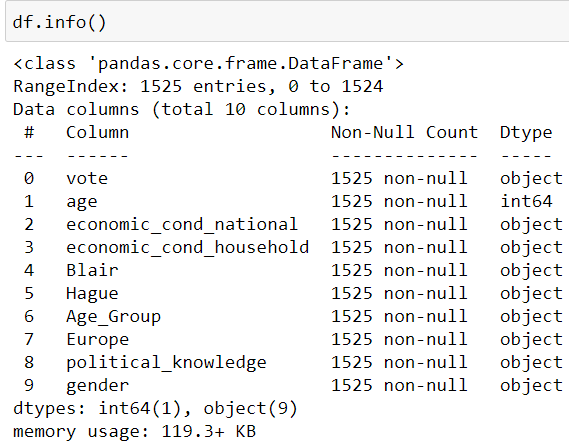 df.info()
<class 'pandas.core.frame.DataFrame'>
RangeIndex: 1525 entries, 0 to 1524
Data columns (total 10 columns):
 #   Column                   Non-Null Count  Dtype
---  ------                   --------------  -----
 0   vote                     1525 non-null   object
 1   age                      1525 non-null   int64
 2   economic_cond_national   1525 non-null   object
 3   economic_cond_household  1525 non-null   object
 4   Blair                    1525 non-null   object
 5   Hague                    1525 non-null   object
 6   Age_Group                1525 non-null   object
 7   Europe                   1525 non-null   object
 8   political_knowledge      1525 non-null   object
 9   gender                   1525 non-null   object
dtypes: int64(1), object(9)
memory usage: 119.3+ KB